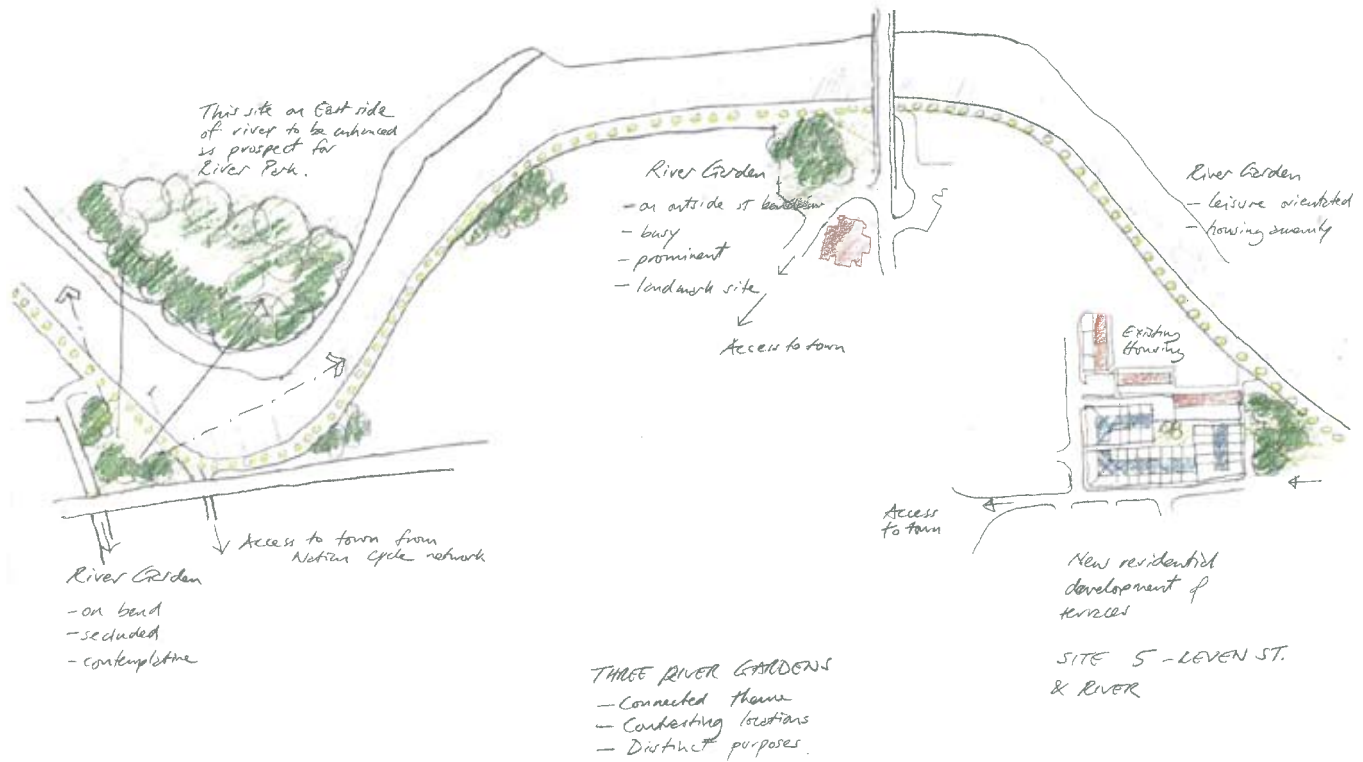 This site on East side
of river to be enhanced
as prospect for
River Park.
River Garden
- on outside of
- busy
- prominent
- landmark site
Access to town
River Garden
- leisure orientated
- housing amenity
Existing
Housing
Access
to town
Access to town from
Nation Cycle network
River Garden
- on bend
- secluded
- contemplative
New residential
development of
terraces
SITE 5 - LEVEN ST.
& RIVER
THREE RIVER GARDENS
- Connected theme
- Contrasting locations
- Distinct purposes.